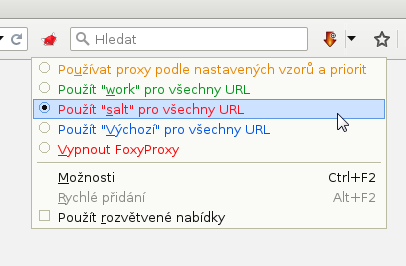 Hledat
Používat proxy podle nastavených vzorů a priorit
Použít "work" pro všechny URL
Použít "salt" pro všechny URL
Použít "Výchozí" pro všechny URL
Vypnout FoxyProxy
Možnosti Ctrl+F2
Rychlé přidání Alt+F2
Použít rozvětvené nabídky